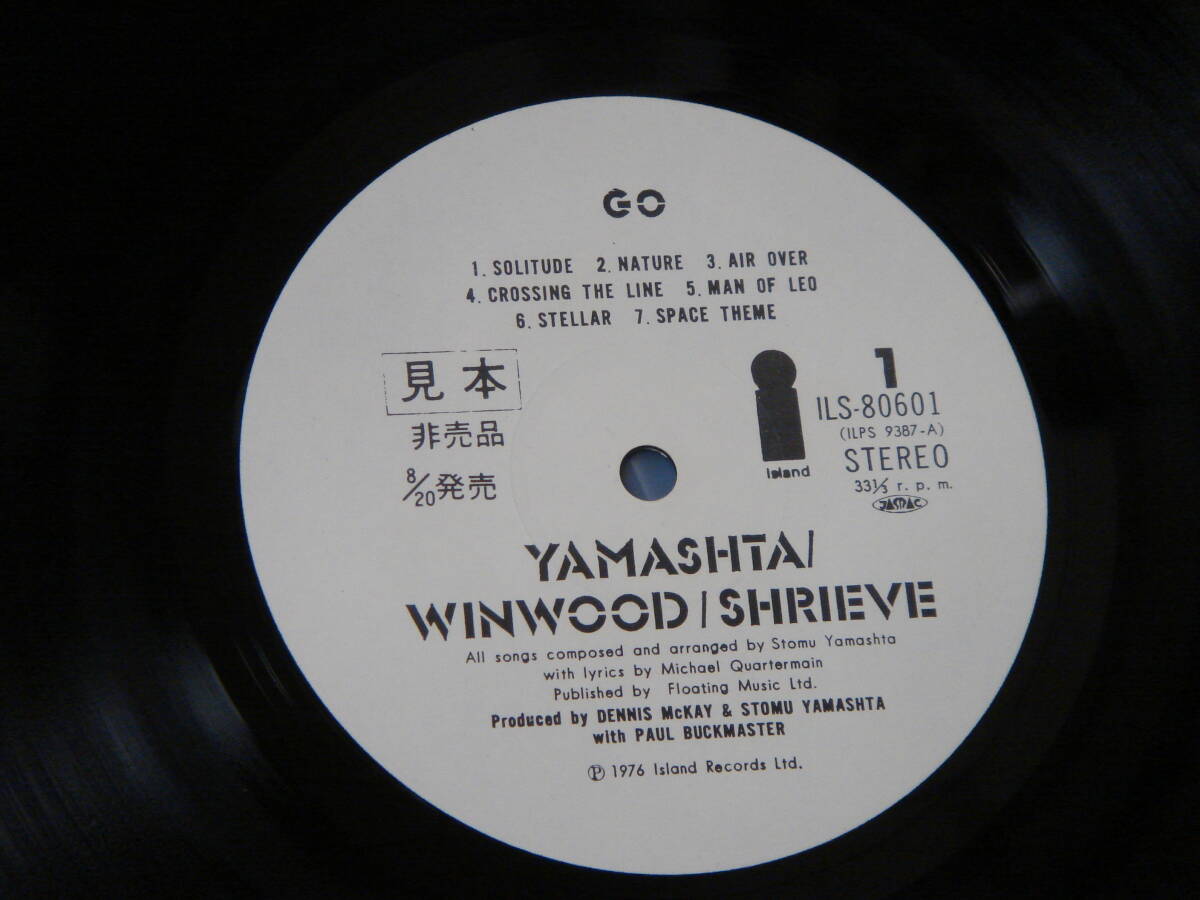 GO
1. SOLITUDE 2. NATURE 3. AIR OVER
4. CROSSING THE LINE 5. MAN OF LEO
6. STELLAR 7. SPACE THEME
見本
非売品
8/20発売
island
1
ILS-80601
(ILPS 9387-A)
STEREO
33⅓ r. p. m.
JASRAC
YAMASHTA/
WINWOOD/SHRIEVE
All songs composed and arranged by Stomu Yamashta
with lyrics by Michael Quartermain
Published by Floating Music Ltd.
Produced by DENNIS McKAY & STOMU YAMASHTA
with PAUL BUCKMASTER
Ⓟ 1976 Island Records Ltd.